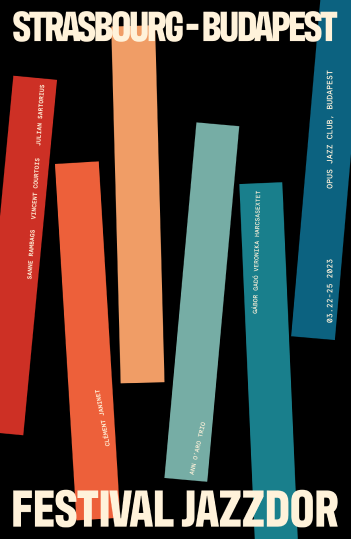 STRASBOURG - BUDAPEST
SANNE RAMBAGS VINCENT COURTOIS JULIAN SARTORIUS
CLÉMENT JANINET
ANN O'ARO TRIO
GÁBOR GADÓ VERONIKA HARCSASEXTET
03.22-25 2023 OPUS JAZZ CLUB, BUDAPEST
FESTIVAL JAZZDOR